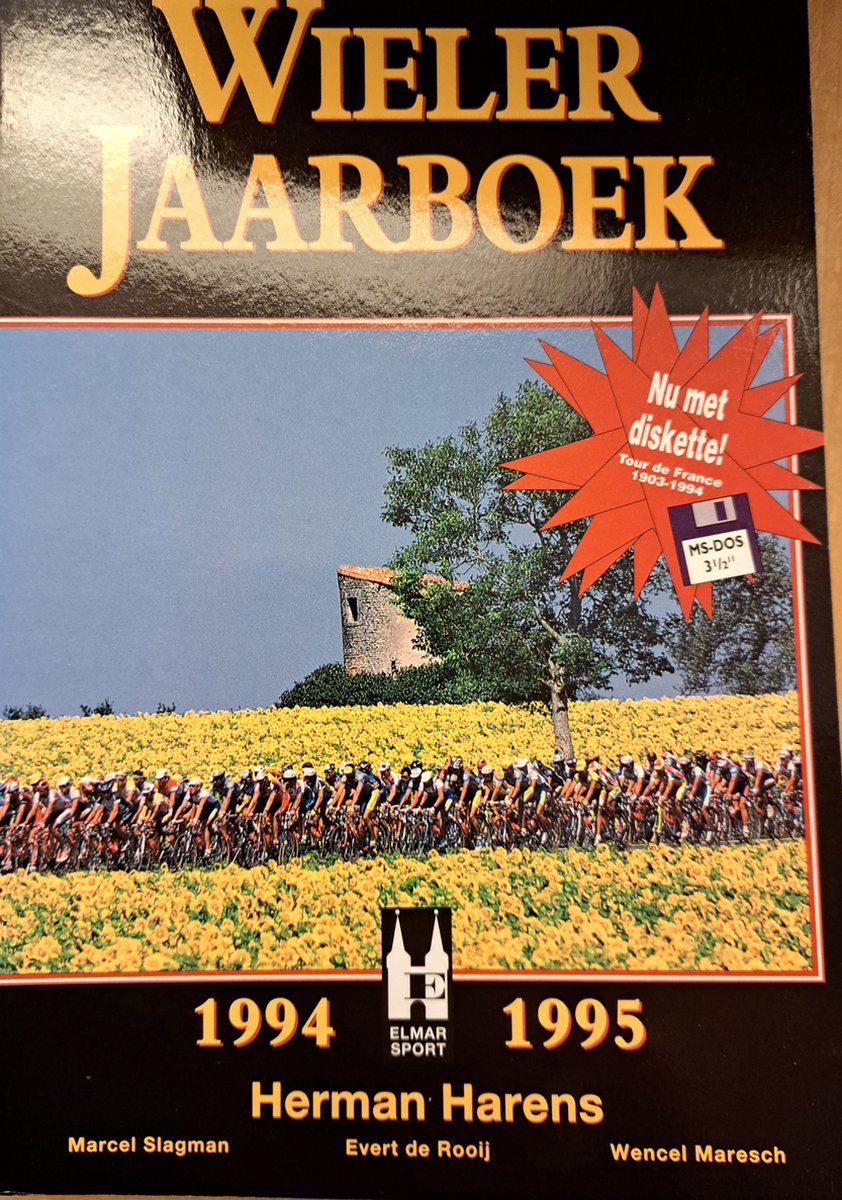 WIELER
JAARBOEK
Nu met
diskette!
Tour de France
1903-1994
MS-DOS
3½"
1994
1995
E
ELMAR
SPORT
Herman Harens
Marcel Slagman
Evert de Rooij
Wencel Maresch